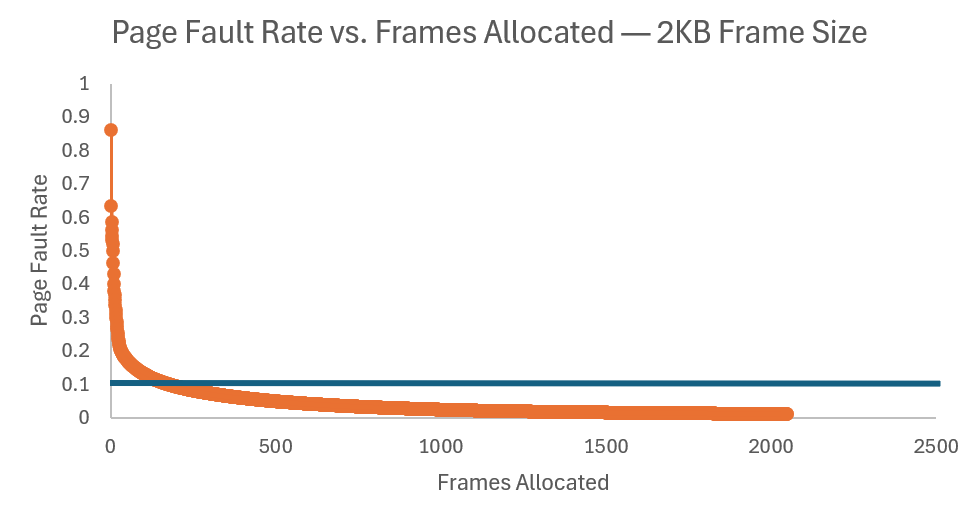 Page Fault Rate vs. Frames Allocated — 2KB Frame Size
1
0.9
0.8
0.7
0.6
0.5
0.4
0.3
0.2
0.1
0
Page Fault Rate
0 500 1000 1500 2000 2500
Frames Allocated